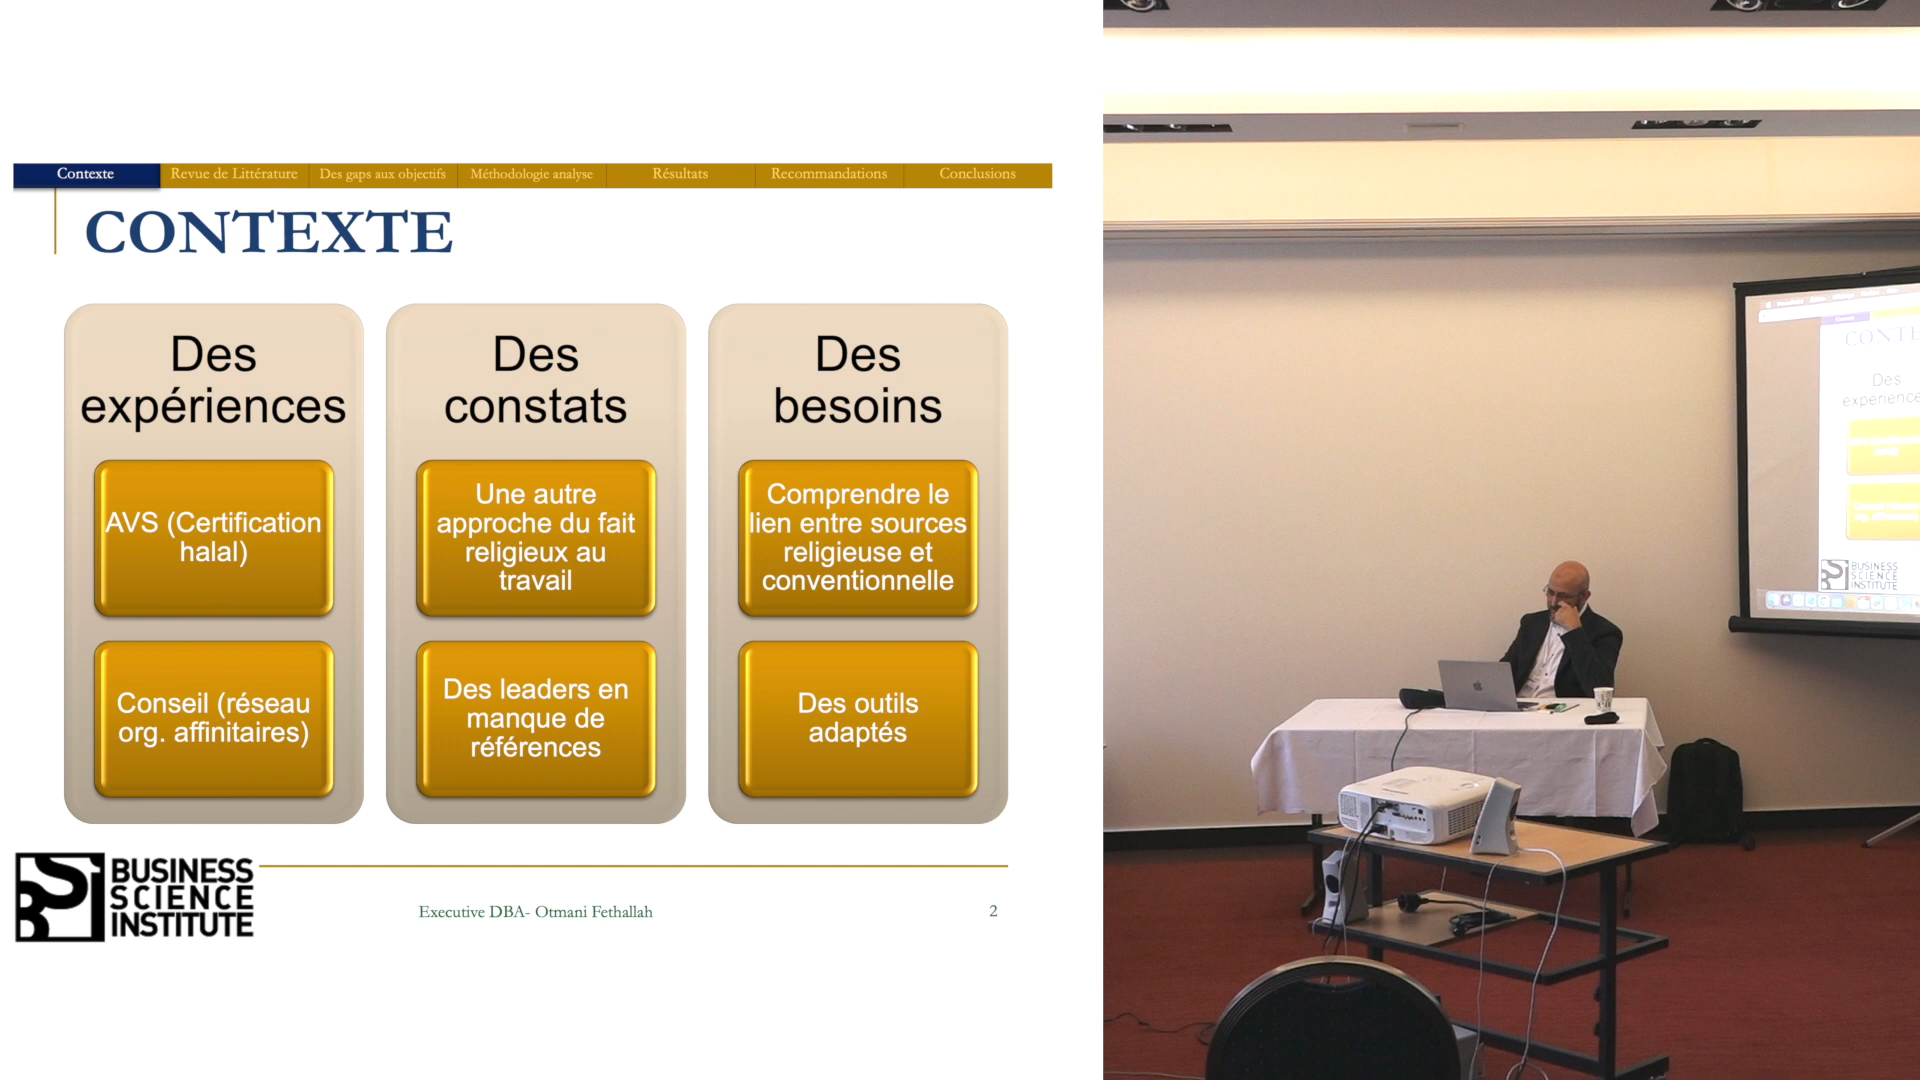 Contexte
Revue de Littérature
Des gaps aux objectifs
Méthodologie analyse
Résultats
Recommandations
Conclusions
CONTEXTE
Des
expériences
AVS (Certification
halal)
Conseil (réseau
org. affinitaires)
Des
constats
Une autre
approche du fait
religieux au
travail
Des leaders en
manque de
références
Des
besoins
Comprendre le
lien entre sources
religieuse et
conventionnelle
Des outils
adaptés
BUSINESS
SCIENCE
INSTITUTE
Executive DBA- Otmani Fethallah
2
Des
BUSINESS
SCIENCE
INSTITUTE